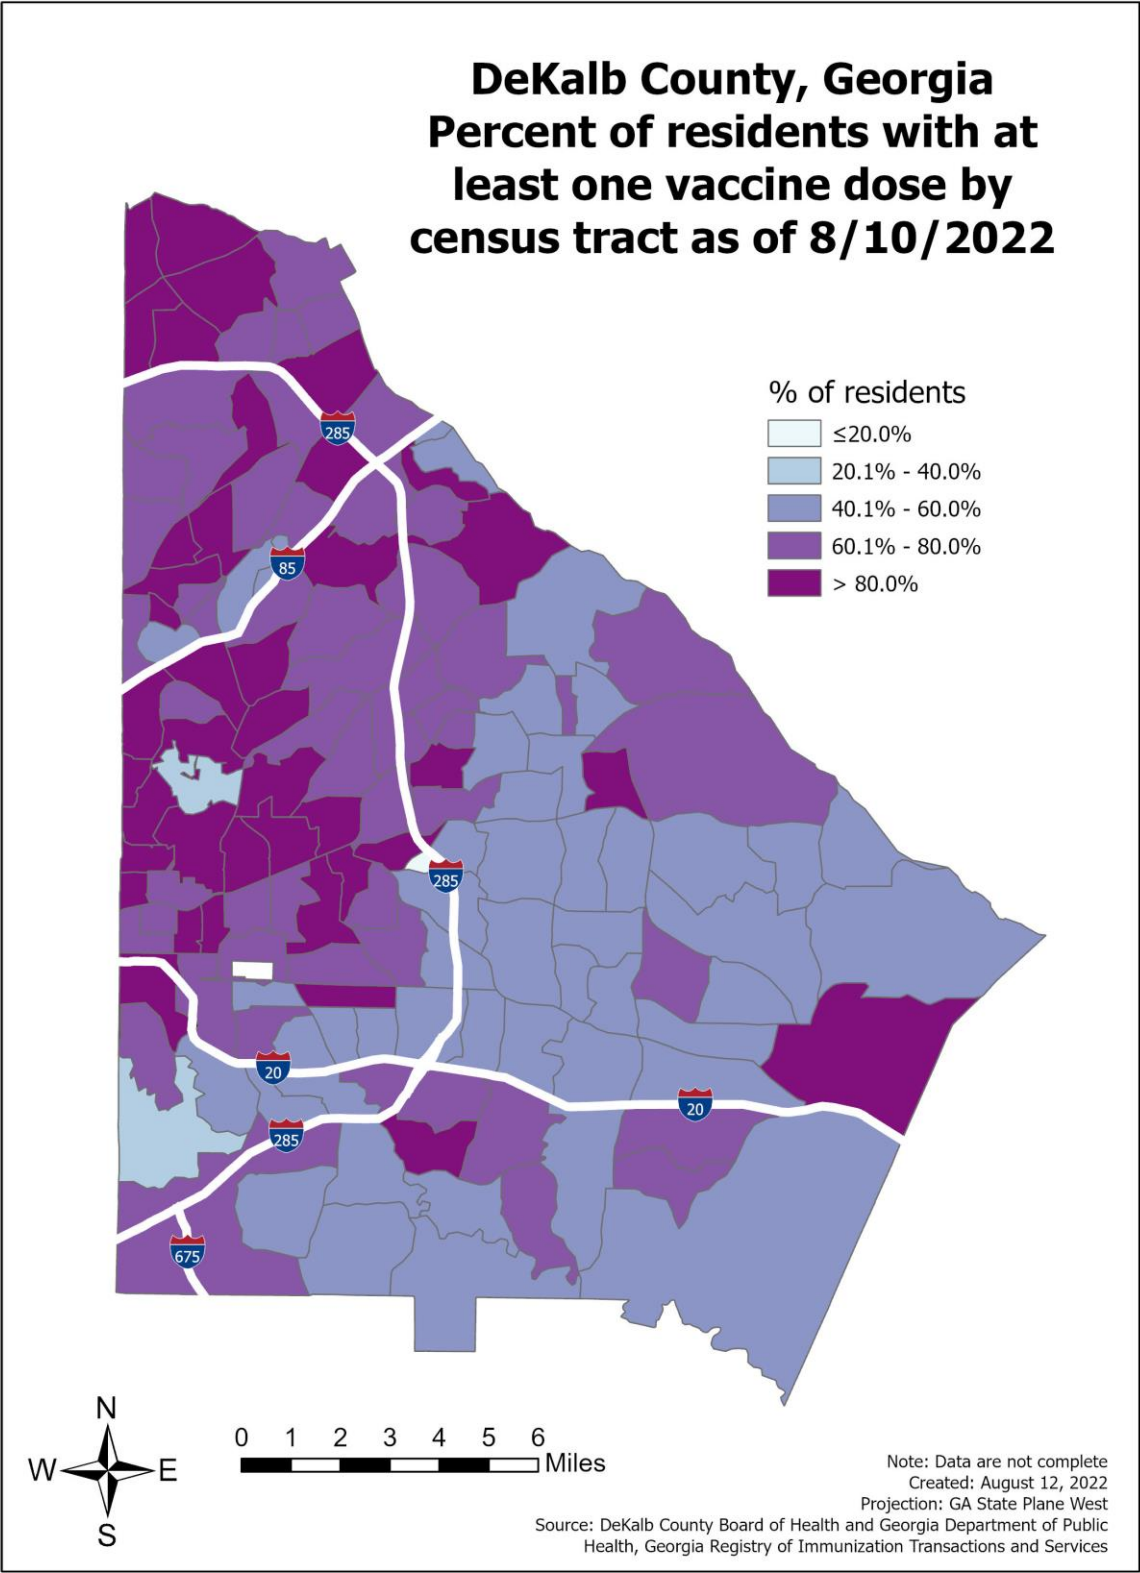 DeKalb County, Georgia
Percent of residents with at
least one vaccine dose by
census tract as of 8/10/2022
% of residents
≤20.0%
20.1% - 40.0%
40.1% - 60.0%
60.1% - 80.0%
> 80.0%
285
85
285
20
20
285
675
N
W
E
S
0 1 2 3 4 5 6
Miles
Note: Data are not complete
Created: August 12, 2022
Projection: GA State Plane West
Source: DeKalb County Board of Health and Georgia Department of Public
Health, Georgia Registry of Immunization Transactions and Services